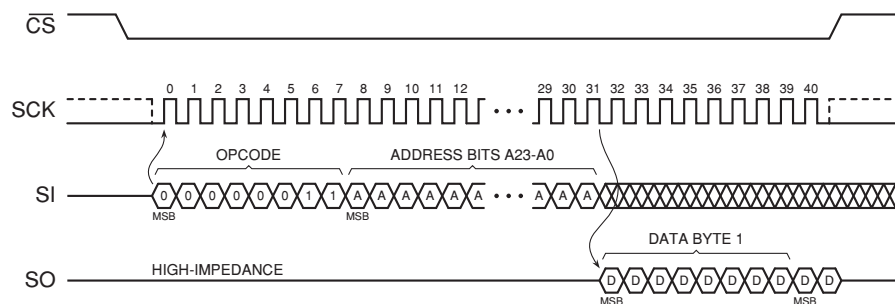 CS
0 1 2 3 4 5 6 7 8 9 10 11 12 29 30 31 32 33 34 35 36 37 38 39 40
SCK
OPCODE ADDRESS BITS A23-A0
SI 0 0 0 0 0 0 1 1 A A A A A A A A A
MSB MSB
DATA BYTE 1
HIGH-IMPEDANCE
SO D D D D D D D D D D
MSB MSB